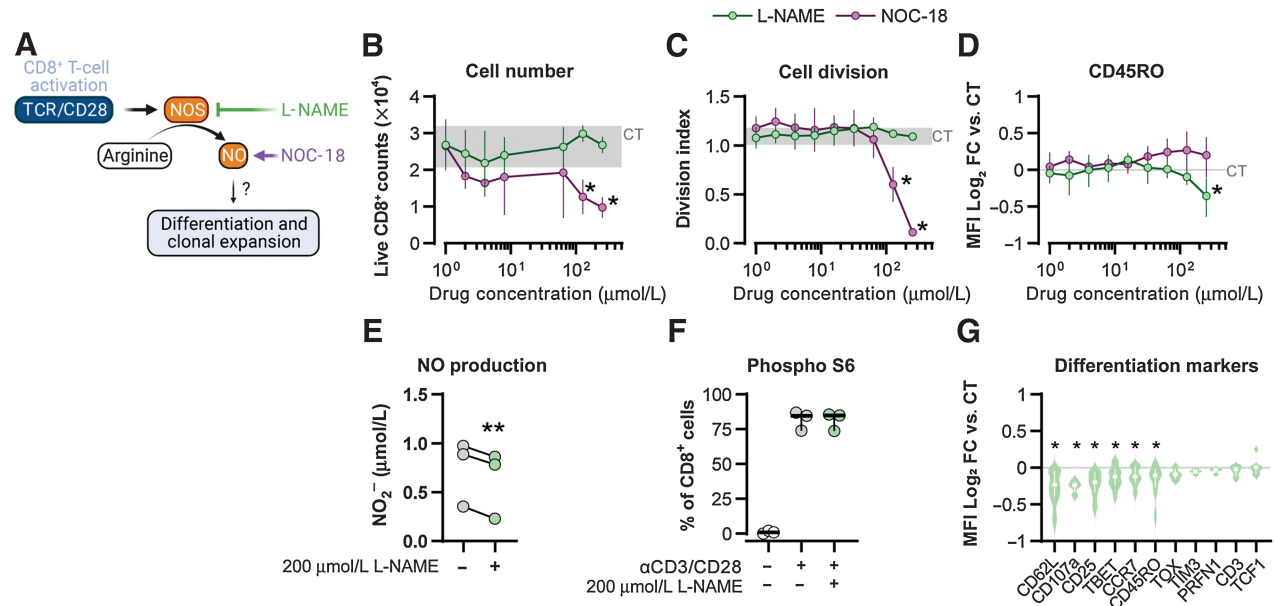 L-NAME NOC-18
A
CD8⁺ T-cell
activation
TCR/CD28
NOS
L-NAME
Arginine
NO
NOC-18
?
Differentiation and
clonal expansion
B
Cell number
Live CD8⁺ counts (×10⁴)
4
3
2
1
0
CT
10⁰ 10¹ 10²
Drug concentration (μmol/L)
*
*
C
Cell division
Division index
1.5
1.0
0.5
0.0
CT
10⁰ 10¹ 10²
Drug concentration (μmol/L)
*
*
D
CD45RO
MFI Log₂ FC vs. CT
1
0.5
0
−0.5
−1
CT
10⁰ 10¹ 10²
Drug concentration (μmol/L)
*
E
NO production
NO₂⁻ (μmol/L)
1.5
1.0
0.5
0.0
**
200 μmol/L L-NAME − +
F
Phospho S6
% of CD8⁺ cells
100
75
50
25
0
αCD3/CD28 − + +
200 μmol/L L-NAME − − +
G
Differentiation markers
MFI Log₂ FC vs. CT
1
0.5
0
−0.5
−1
* * * * * *
CD62L
CD107a
CD25
TBET
CCR7
CD45RO
TOX
TIM3
PRFN1
CD3
TCF1